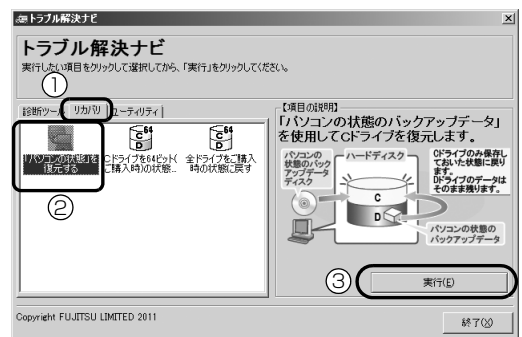 トラブル解決ナビ
トラブル解決ナビ
実行したい項目をクリックして選択してから、「実行」をクリックしてください。
①
診断ツール リカバリ ユーティリティ
「パソコンの状態」を
復元する
Cドライブを64ビット(
ご購入時)の状態...
全ドライブをご購入
時の状態に戻す
②
【項目の説明】
「パソコンの状態のバックアップデータ」
を使用してCドライブを復元します。
パソコンの
状態のバック
アップデータ
ディスク
ハードディスク
Cドライブのみ保存し
ておいた状態に戻り
ます。
Dドライブのデータは
そのまま残ります。
C
D
パソコンの状態の
バックアップデータ
③
実行(E)
Copyright FUJITSU LIMITED 2011
終了(X)